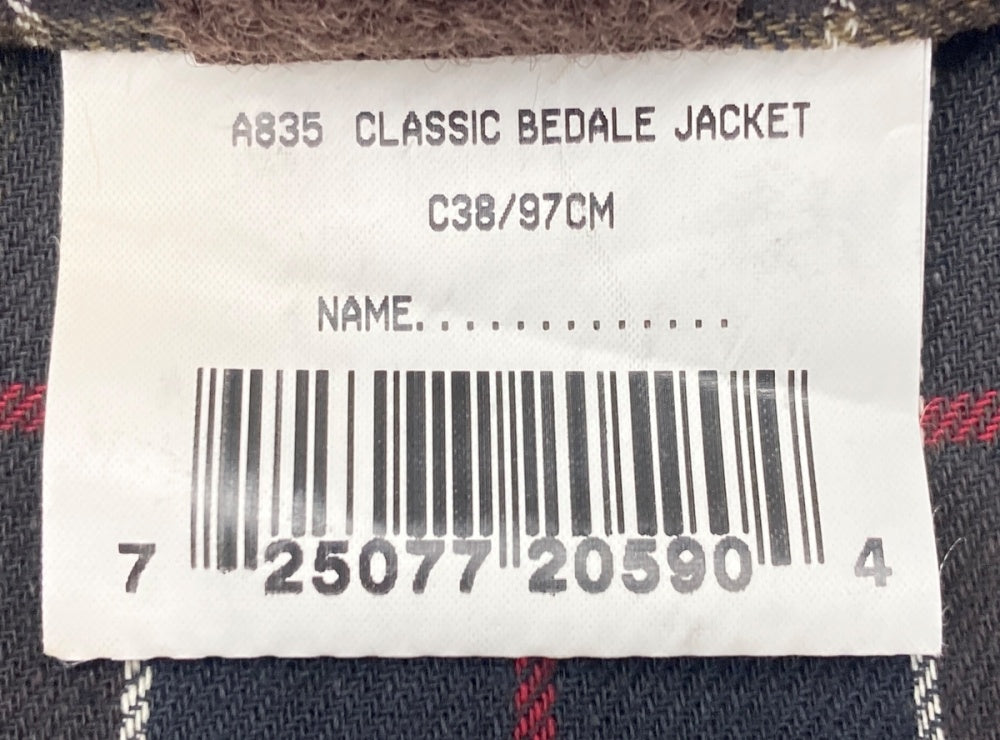 A835 CLASSIC BEDALE JACKET
C38/97CM
NAME.............
7 25077 20590 4